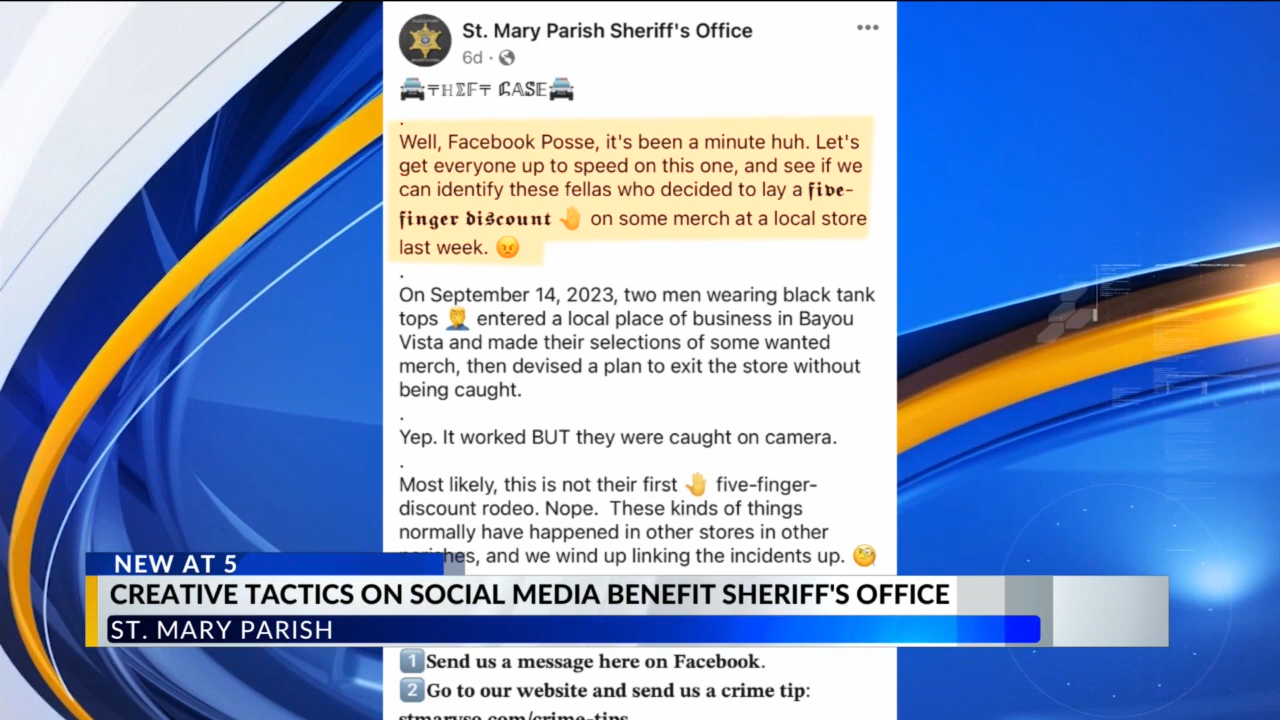 St. Mary Parish Sheriff's Office
6d
🚔THEFT CASE🚔
.
Well, Facebook Posse, it's been a minute huh. Let's
get everyone up to speed on this one, and see if we
can identify these fellas who decided to lay a 𝖋𝖎𝖛𝖊-
𝖋𝖎𝖓𝖌𝖊𝖗 𝖉𝖎𝖘𝖈𝖔𝖚𝖓𝖙 🤚 on some merch at a local store
last week. 😡
.
On September 14, 2023, two men wearing black tank
tops 🤦 entered a local place of business in Bayou
Vista and made their selections of some wanted
merch, then devised a plan to exit the store without
being caught.
.
Yep. It worked BUT they were caught on camera.
.
Most likely, this is not their first 🤚 five-finger-
discount rodeo. Nope. These kinds of things
normally have happened in other stores in other
parishes, and we wind up linking the incidents up. 🧐
NEW AT 5
CREATIVE TACTICS ON SOCIAL MEDIA BENEFIT SHERIFF'S OFFICE
ST. MARY PARISH
1️⃣Send us a message here on Facebook.
2️⃣Go to our website and send us a crime tip:
stmaryso.com/crime-tips